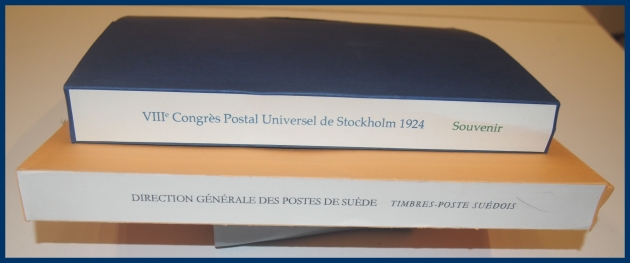 VIIIe Congrès Postal Universel de Stockholm 1924 Souvenir
DIRECTION GÉNÉRALE DES POSTES DE SUÈDE TIMBRES-POSTE SUÉDOIS